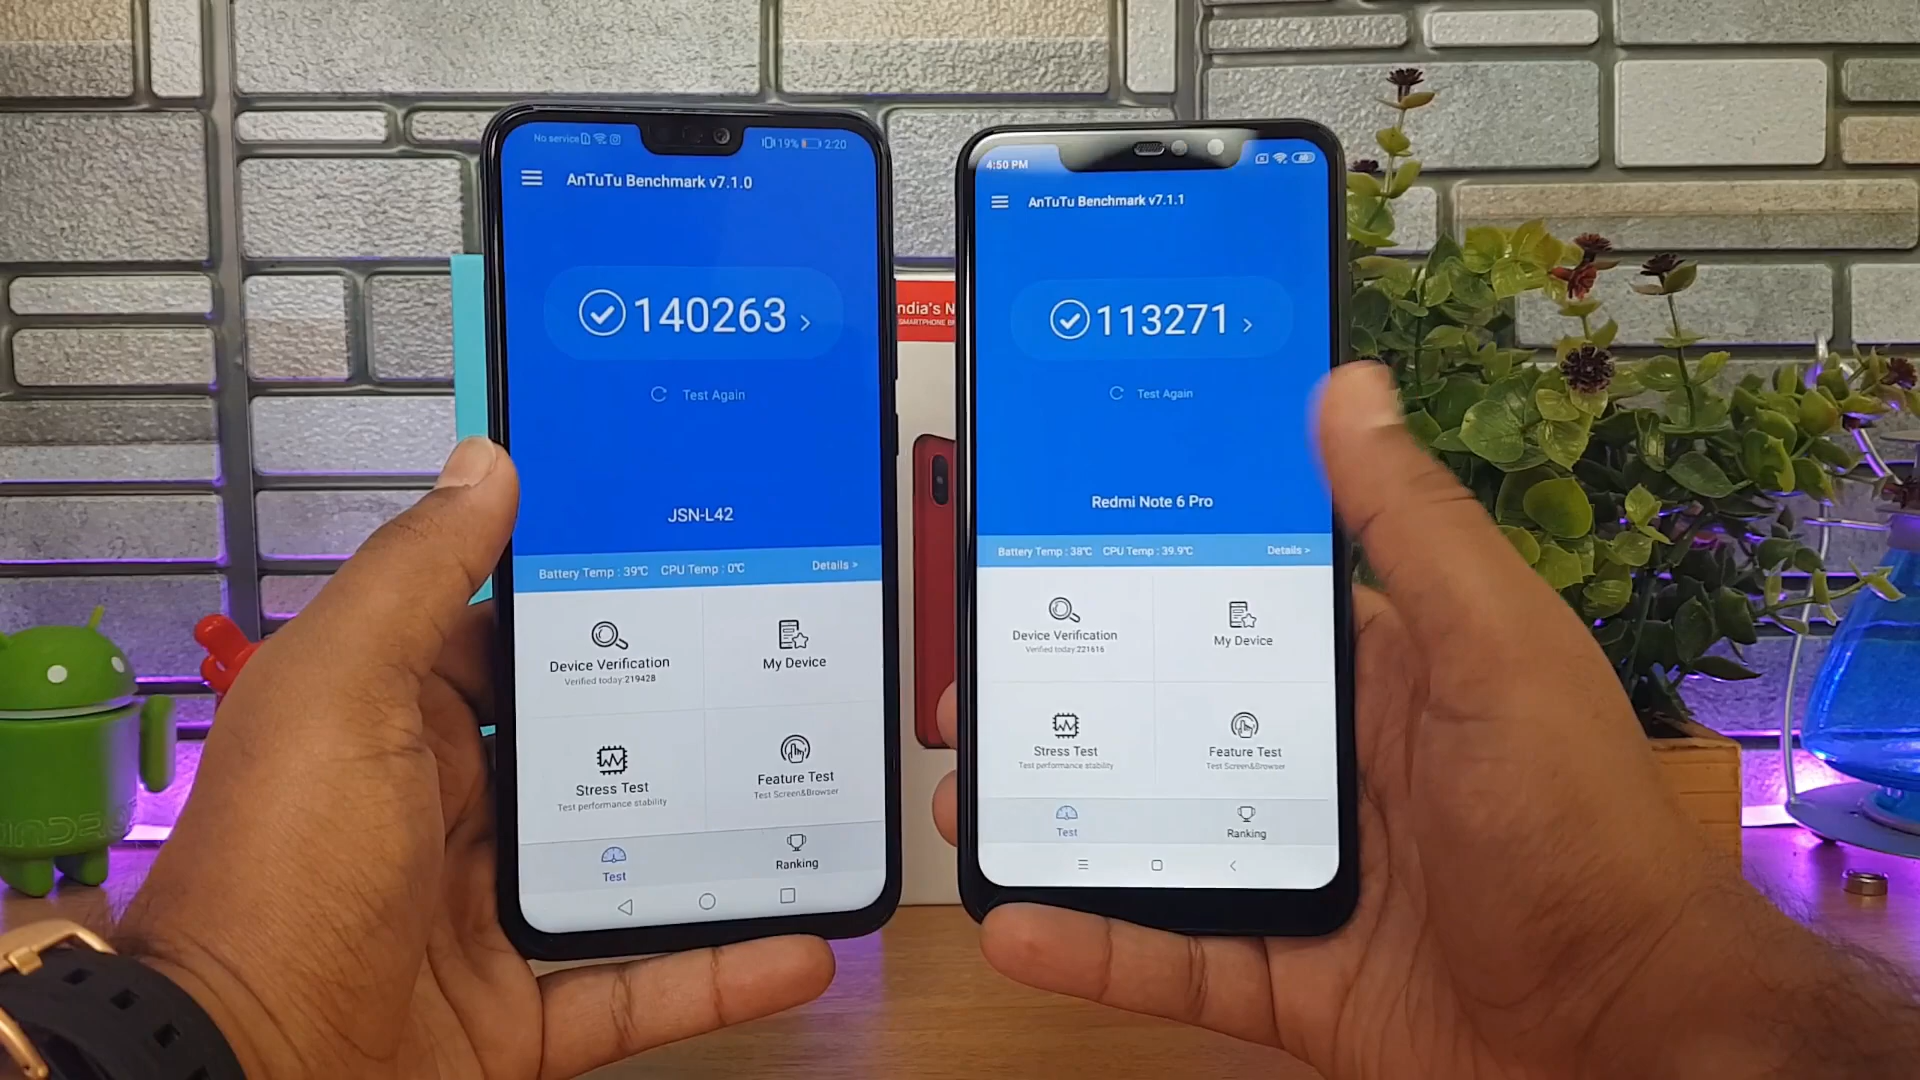 No service 19% 2:20
AnTuTu Benchmark v7.1.0
140263
Test Again
JSN-L42
Battery Temp : 39℃ CPU Temp : 0℃ Details >
Device Verification
Verified today:219428
My Device
Stress Test
Test performance stability
Feature Test
Test Screen&Browser
Test
Ranking
ndia's N
SMARTPHONE
4:50 PM
AnTuTu Benchmark v7.1.1
113271
Test Again
Redmi Note 6 Pro
Battery Temp : 38℃ CPU Temp : 39.9℃ Details >
Device Verification
Verified today:221616
My Device
Stress Test
Test performance stability
Feature Test
Test Screen&Browser
Test
Ranking